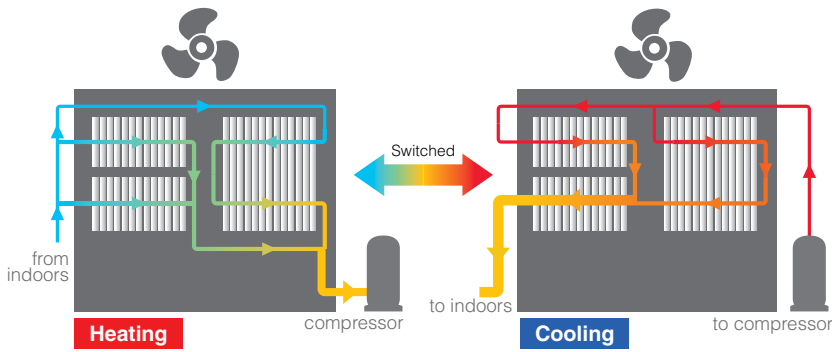 Switched
from
indoors
compressor
Heating
to indoors
to compressor
Cooling